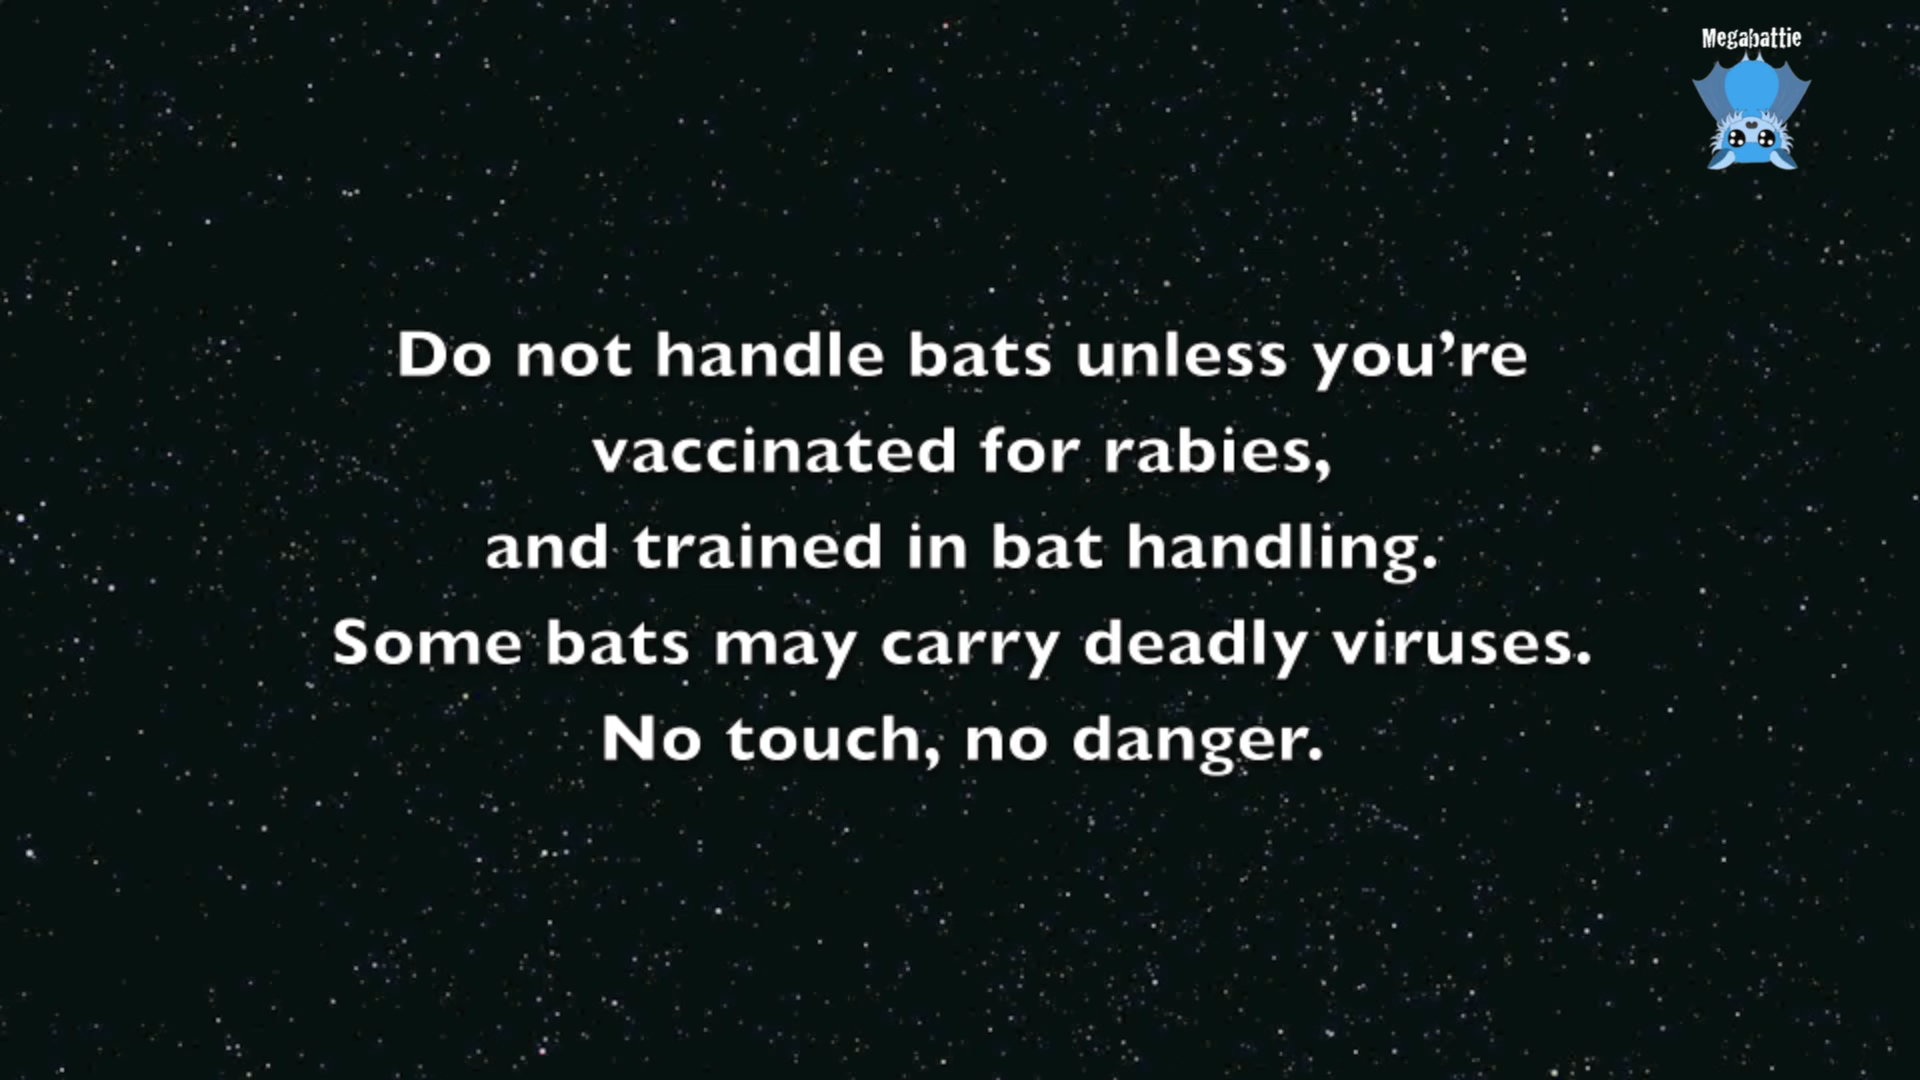 Megabattie
Do not handle bats unless you’re
vaccinated for rabies,
and trained in bat handling.
Some bats may carry deadly viruses.
No touch, no danger.